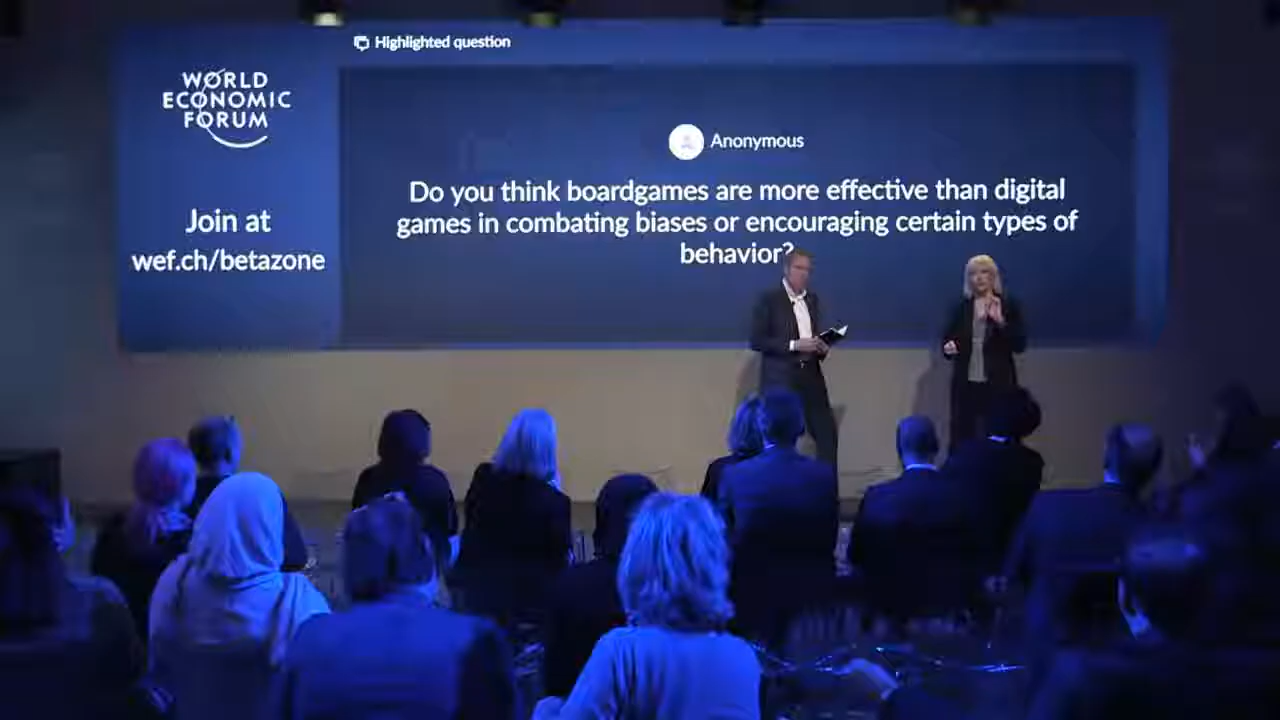 Highlighted question
WORLD
ECONOMIC
FORUM
Join at
wef.ch/betazone
Anonymous
Do you think boardgames are more effective than digital
games in combating biases or encouraging certain types of
behavior?